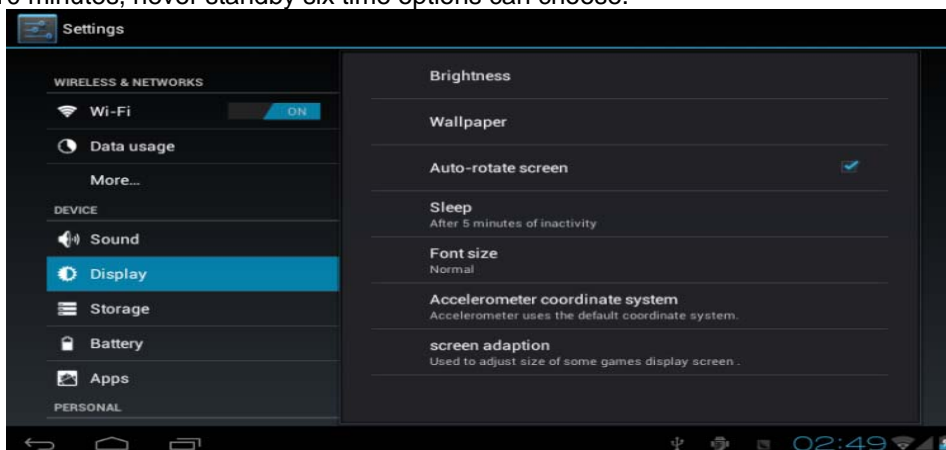 10 minutes, never standby six time options can choose.
Settings
WIRELESS & NETWORKS
Wi-Fi ON
Data usage
More...
DEVICE
Sound
Display
Storage
Battery
Apps
PERSONAL
Brightness
Wallpaper
Auto-rotate screen
Sleep
After 5 minutes of inactivity
Font size
Normal
Accelerometer coordinate system
Accelerometer uses the default coordinate system.
screen adaption
Used to adjust size of some games display screen .
02:49